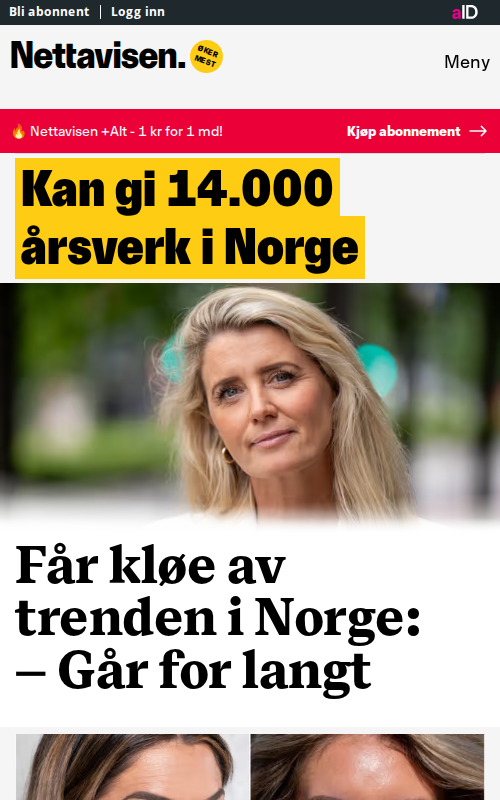 Bli abonnent | Logg inn
aID
Nettavisen.
ØKER
MEST
Meny
🔥 Nettavisen +Alt - 1 kr for 1 md!
Kjøp abonnement →
Kan gi 14.000
årsverk i Norge
Får kløe av
trenden i Norge:
– Går for langt